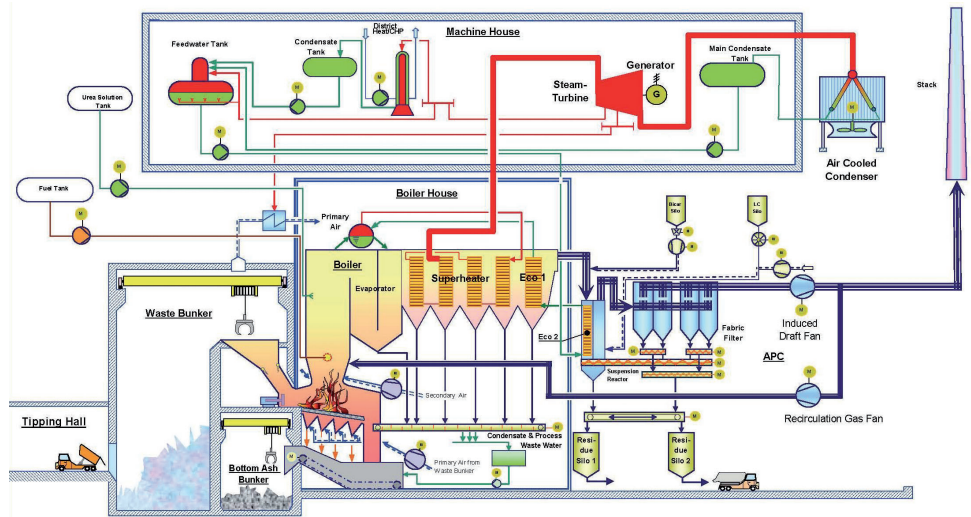 District
Heat/CHP
Machine House
Condensate
Tank
Feedwater Tank
Main Condensate
Tank
Generator
Steam-
Turbine
G
Stack
Urea Solution
Tank
M
M
M
M
M
M
Air Cooled
Condenser
M
Fuel Tank
M
Boiler House
Primary
Air
Bicar
Silo
LC
Silo
M
M
M
Boiler
Evaporator
Superheater
Eco 1
Waste Bunker
M
Induced
Draft Fan
Fabric
Filter
Eco 2
APC
M
M
M
M
Suspension
Reactor
M
Secondary Air
M
Recirculation Gas Fan
Tipping Hall
M
M
Condensate & Process
Waste Water
M
Primary Air from
Waste Bunker
Bottom Ash
Bunker
M
M
Resi-
due
Silo 1
Resi-
due
Silo 2